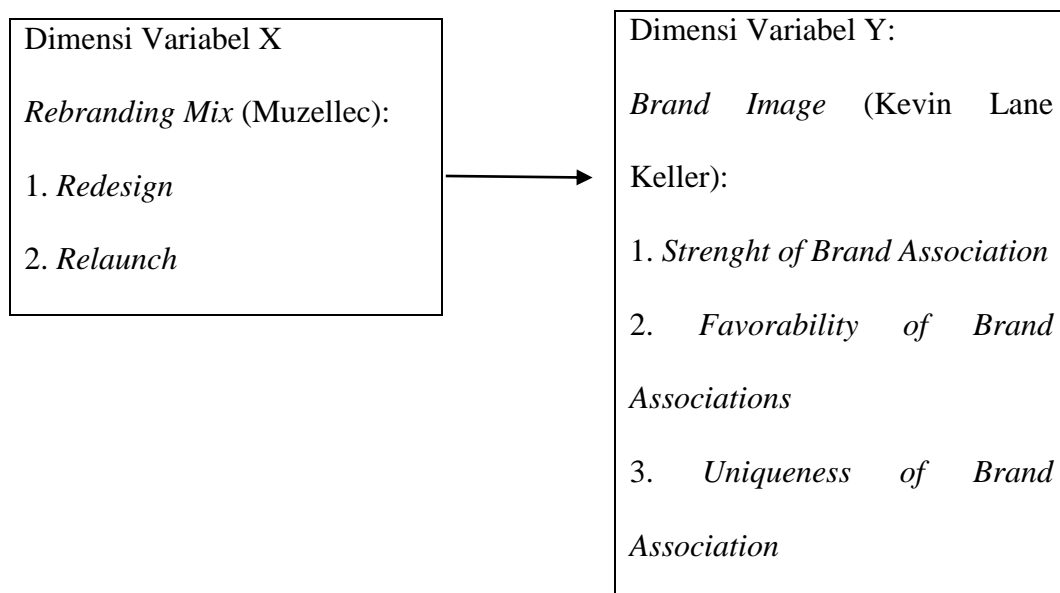 Dimensi Variabel X
Rebranding Mix (Muzellec):
1. Redesign
2. Relaunch
Dimensi Variabel Y:
Brand Image (Kevin Lane
Keller):
1. Strenght of Brand Association
2. Favorability of Brand
Associations
3. Uniqueness of Brand
Association